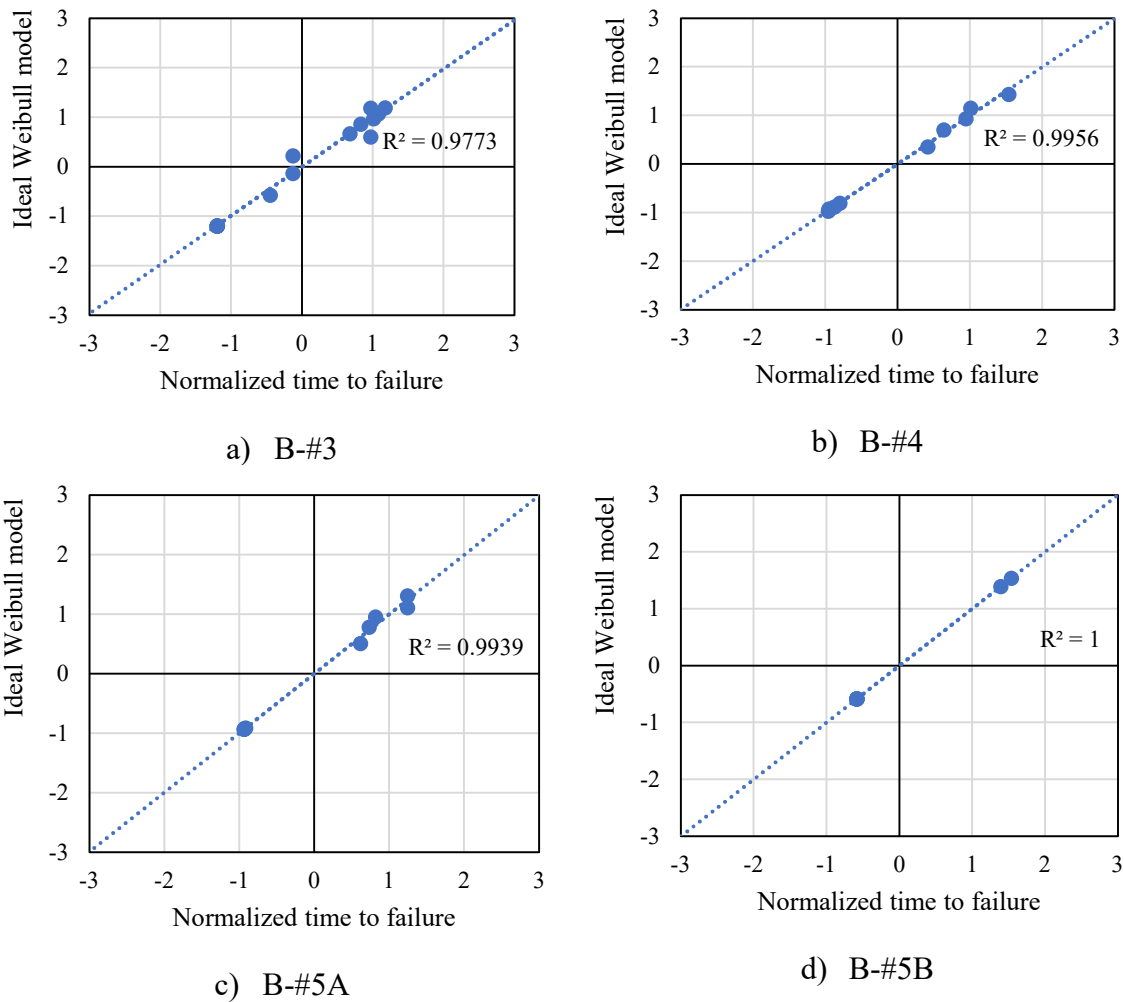 3
2
1
0
-1
-2
-3
Ideal Weibull model
R² = 0.9773
-3 -2 -1 0 1 2 3
Normalized time to failure
a) B-#3
3
2
1
0
-1
-2
-3
Ideal Weibull model
R² = 0.9956
-3 -2 -1 0 1 2 3
Normalized time to failure
b) B-#4
3
2
1
0
-1
-2
-3
Ideal Weibull model
R² = 0.9939
-3 -2 -1 0 1 2 3
Normalized time to failure
c) B-#5A
3
2
1
0
-1
-2
-3
Ideal Weibull model
R² = 1
-3 -2 -1 0 1 2 3
Normalized time to failure
d) B-#5B